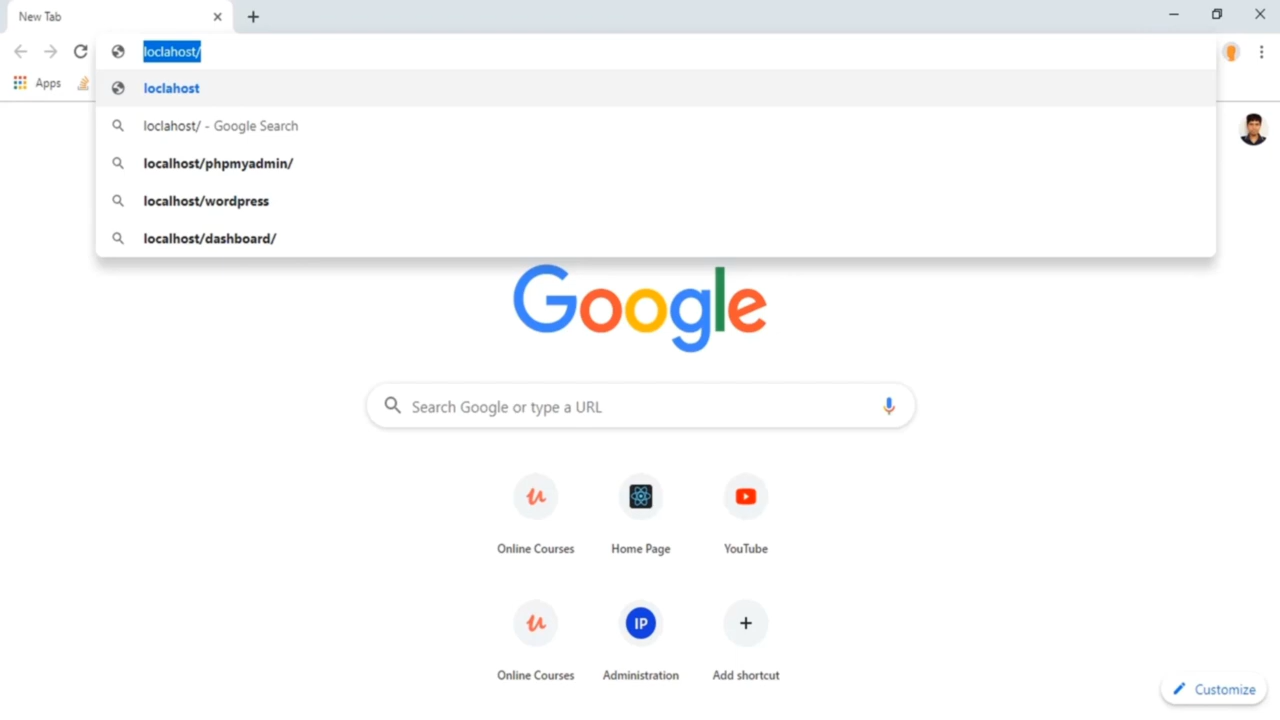 New Tab
loclahost/
Apps
loclahost
loclahost/ - Google Search
localhost/phpmyadmin/
localhost/wordpress
localhost/dashboard/
Google
Search Google or type a URL
Online Courses
Home Page
YouTube
IP
Online Courses
Administration
Add shortcut
Customize